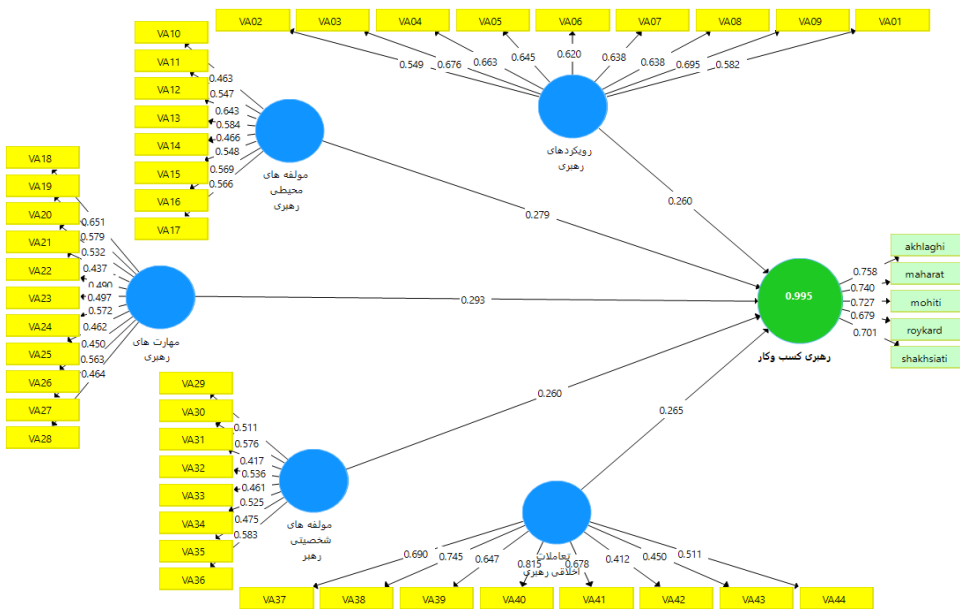 VA02 VA03 VA04 VA05 VA06 VA07 VA08 VA09 VA01
0.549 0.676 0.663 0.645 0.620 0.638 0.638 0.695 0.582
رویکردهای
رهبری
VA10
VA11
VA12
VA13
VA14
VA15
VA16
VA17
0.463
0.547
0.643
0.584
0.466
0.548
0.569
0.566
مولفه های
محیطی
رهبری
VA18
VA19
VA20
VA21
VA22
VA23
VA24
VA25
VA26
VA27
VA28
0.651
0.579
0.532
0.437
0.490
0.497
0.572
0.462
0.450
0.563
0.464
مهارت های
رهبری
0.260
0.279
0.293
0.260
0.265
0.995
رهبری کسب وکار
0.758
0.740
0.727
0.679
0.701
akhlaghi
maharat
mohiti
roykard
shakhsiati
VA29
VA30
VA31
VA32
VA33
VA34
VA35
VA36
0.511
0.576
0.417
0.536
0.461
0.525
0.475
0.583
مولفه های
شخصیتی
رهبر
تعاملات
اخلاقی رهبری
0.690 0.745 0.647 0.815 0.678 0.412 0.450 0.511
VA37 VA38 VA39 VA40 VA41 VA42 VA43 VA44